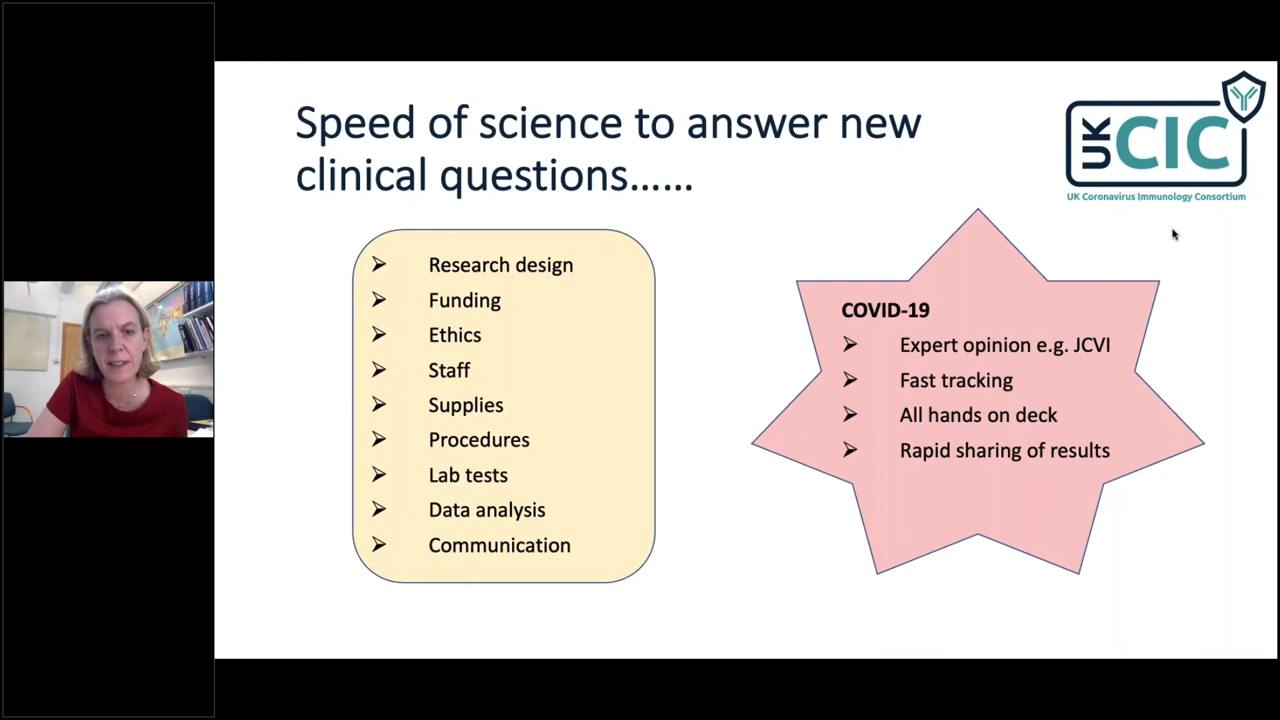 Speed of science to answer new
clinical questions......
UK CIC
UK Coronavirus Immunology Consortium
Research design
Funding
Ethics
Staff
Supplies
Procedures
Lab tests
Data analysis
Communication
COVID-19
Expert opinion e.g. JCVI
Fast tracking
All hands on deck
Rapid sharing of results